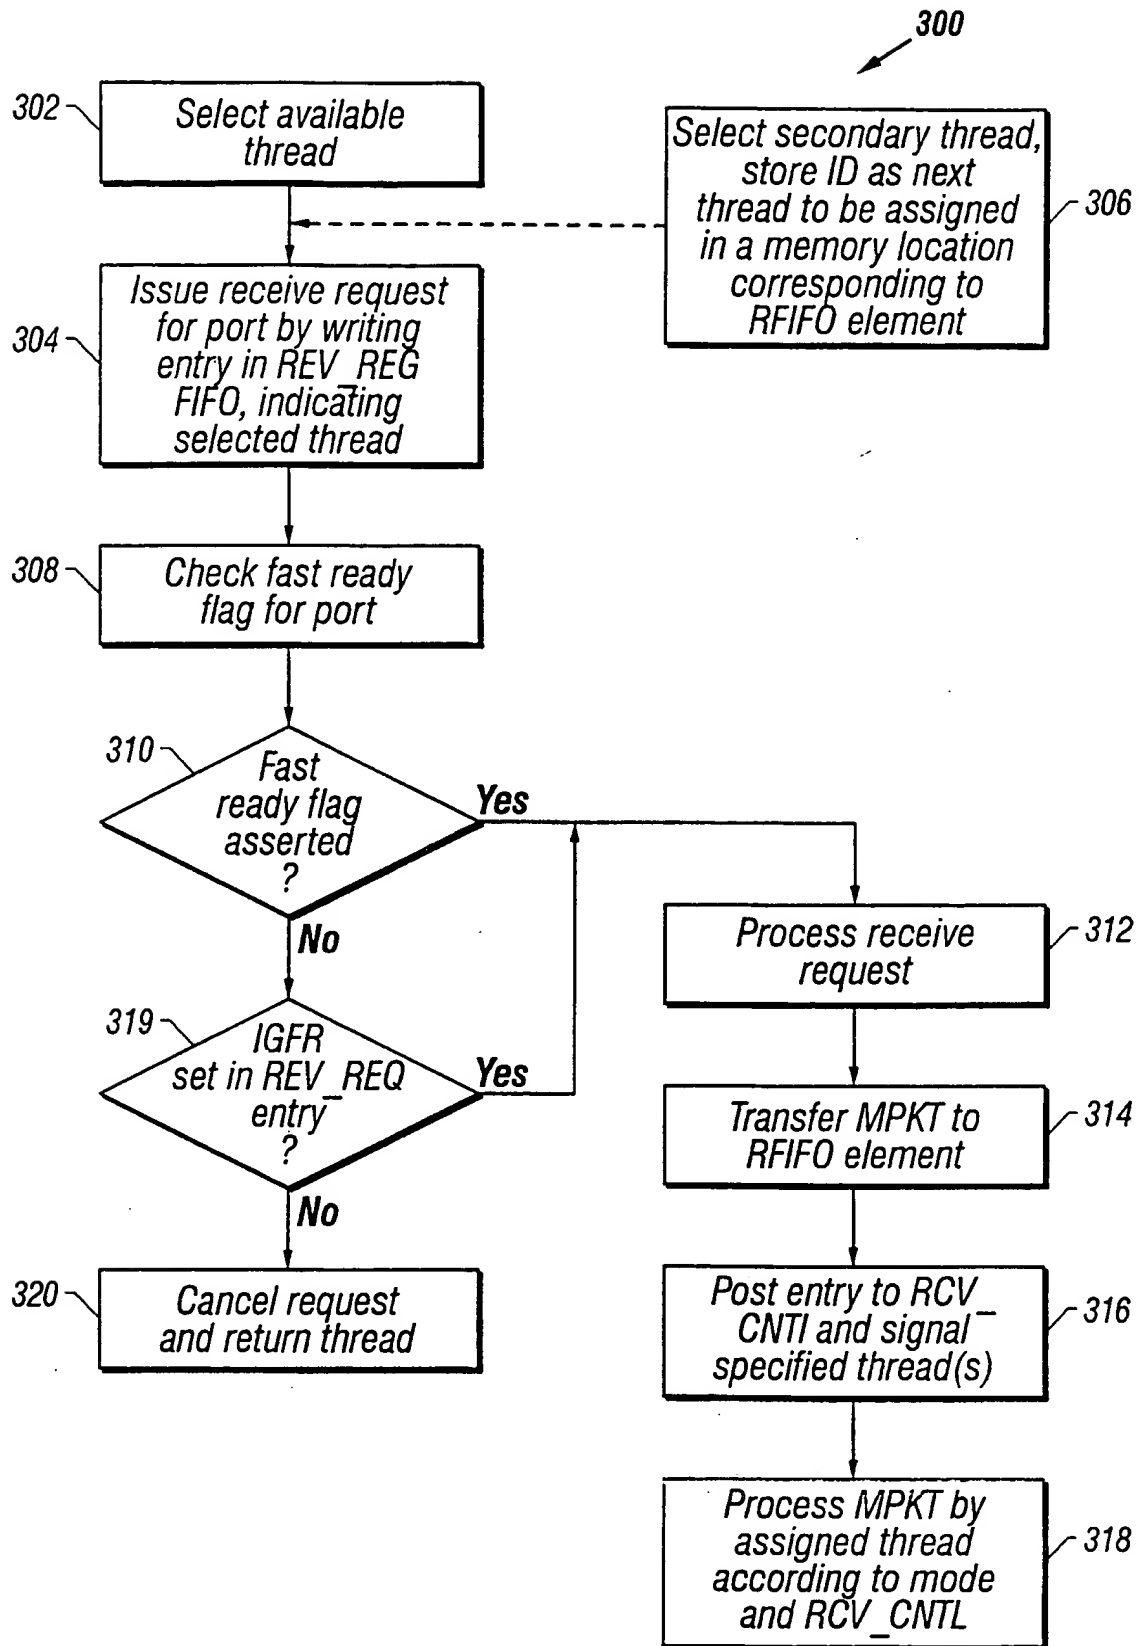 300
302
Select available
thread
Select secondary thread,
store ID as next
thread to be assigned
in a memory location
corresponding to
RFIFO element
306
304
Issue receive request
for port by writing
entry in REV_REG
FIFO, indicating
selected thread
308
Check fast ready
flag for port
310
Fast
ready flag
asserted
?
Yes
No
312
Process receive
request
319
IGFR
set in REV_REQ
entry
?
Yes
No
314
Transfer MPKT to
RFIFO element
320
Cancel request
and return thread
Post entry to RCV_
CNTI and signal
specified thread(s)
316
Process MPKT by
assigned thread
according to mode
and RCV_CNTL
318